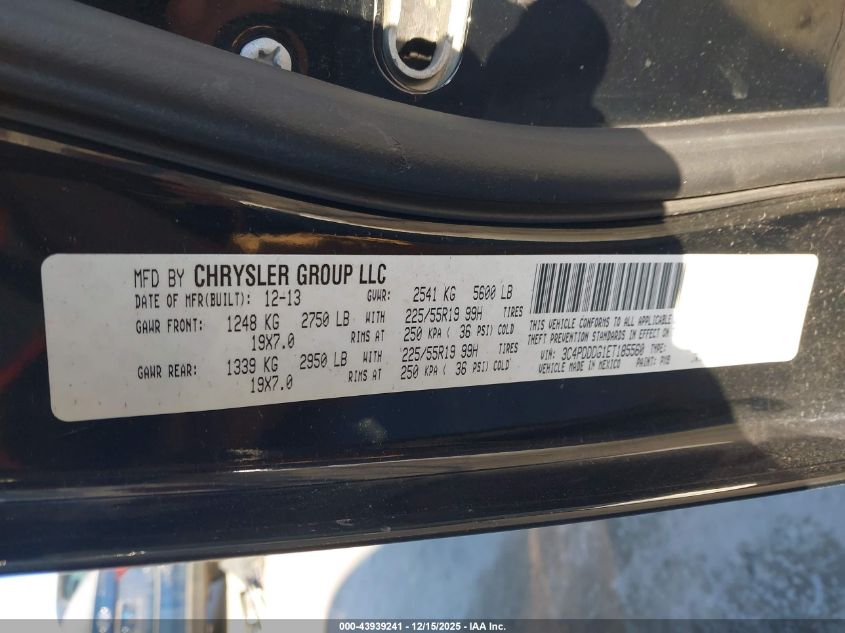 MFD BY CHRYSLER GROUP LLC
DATE OF MFR(BUILT): 12-13 GVWR: 2541 KG 5600 LB
GAWR FRONT: 1248 KG 2750 LB WITH 225/55R19 99H TIRES
19X7.0 RIMS AT 250 KPA ( 36 PSI) COLD
GAWR REAR: 1339 KG 2950 LB WITH 225/55R19 99H TIRES
19X7.0 RIMS AT 250 KPA ( 36 PSI) COLD
THIS VEHICLE CONFORMS TO ALL
THEFT PREVENTION STANDARDS IN EFFECT
VIN: 3C4PDDDG1ET185560 TYPE:
VEHICLE MADE IN MEXICO PAINT:
000-43939241 - 12/15/2025 - IAA Inc.